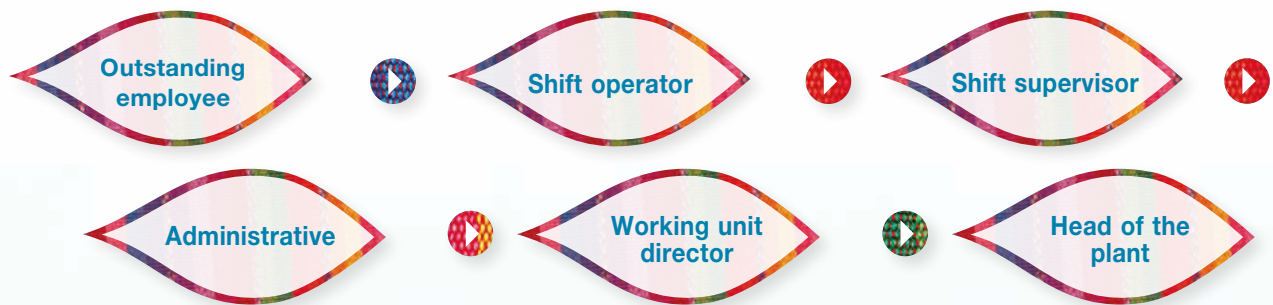 Outstanding
employee
Shift operator
Shift supervisor
Administrative
Working unit
director
Head of the
plant